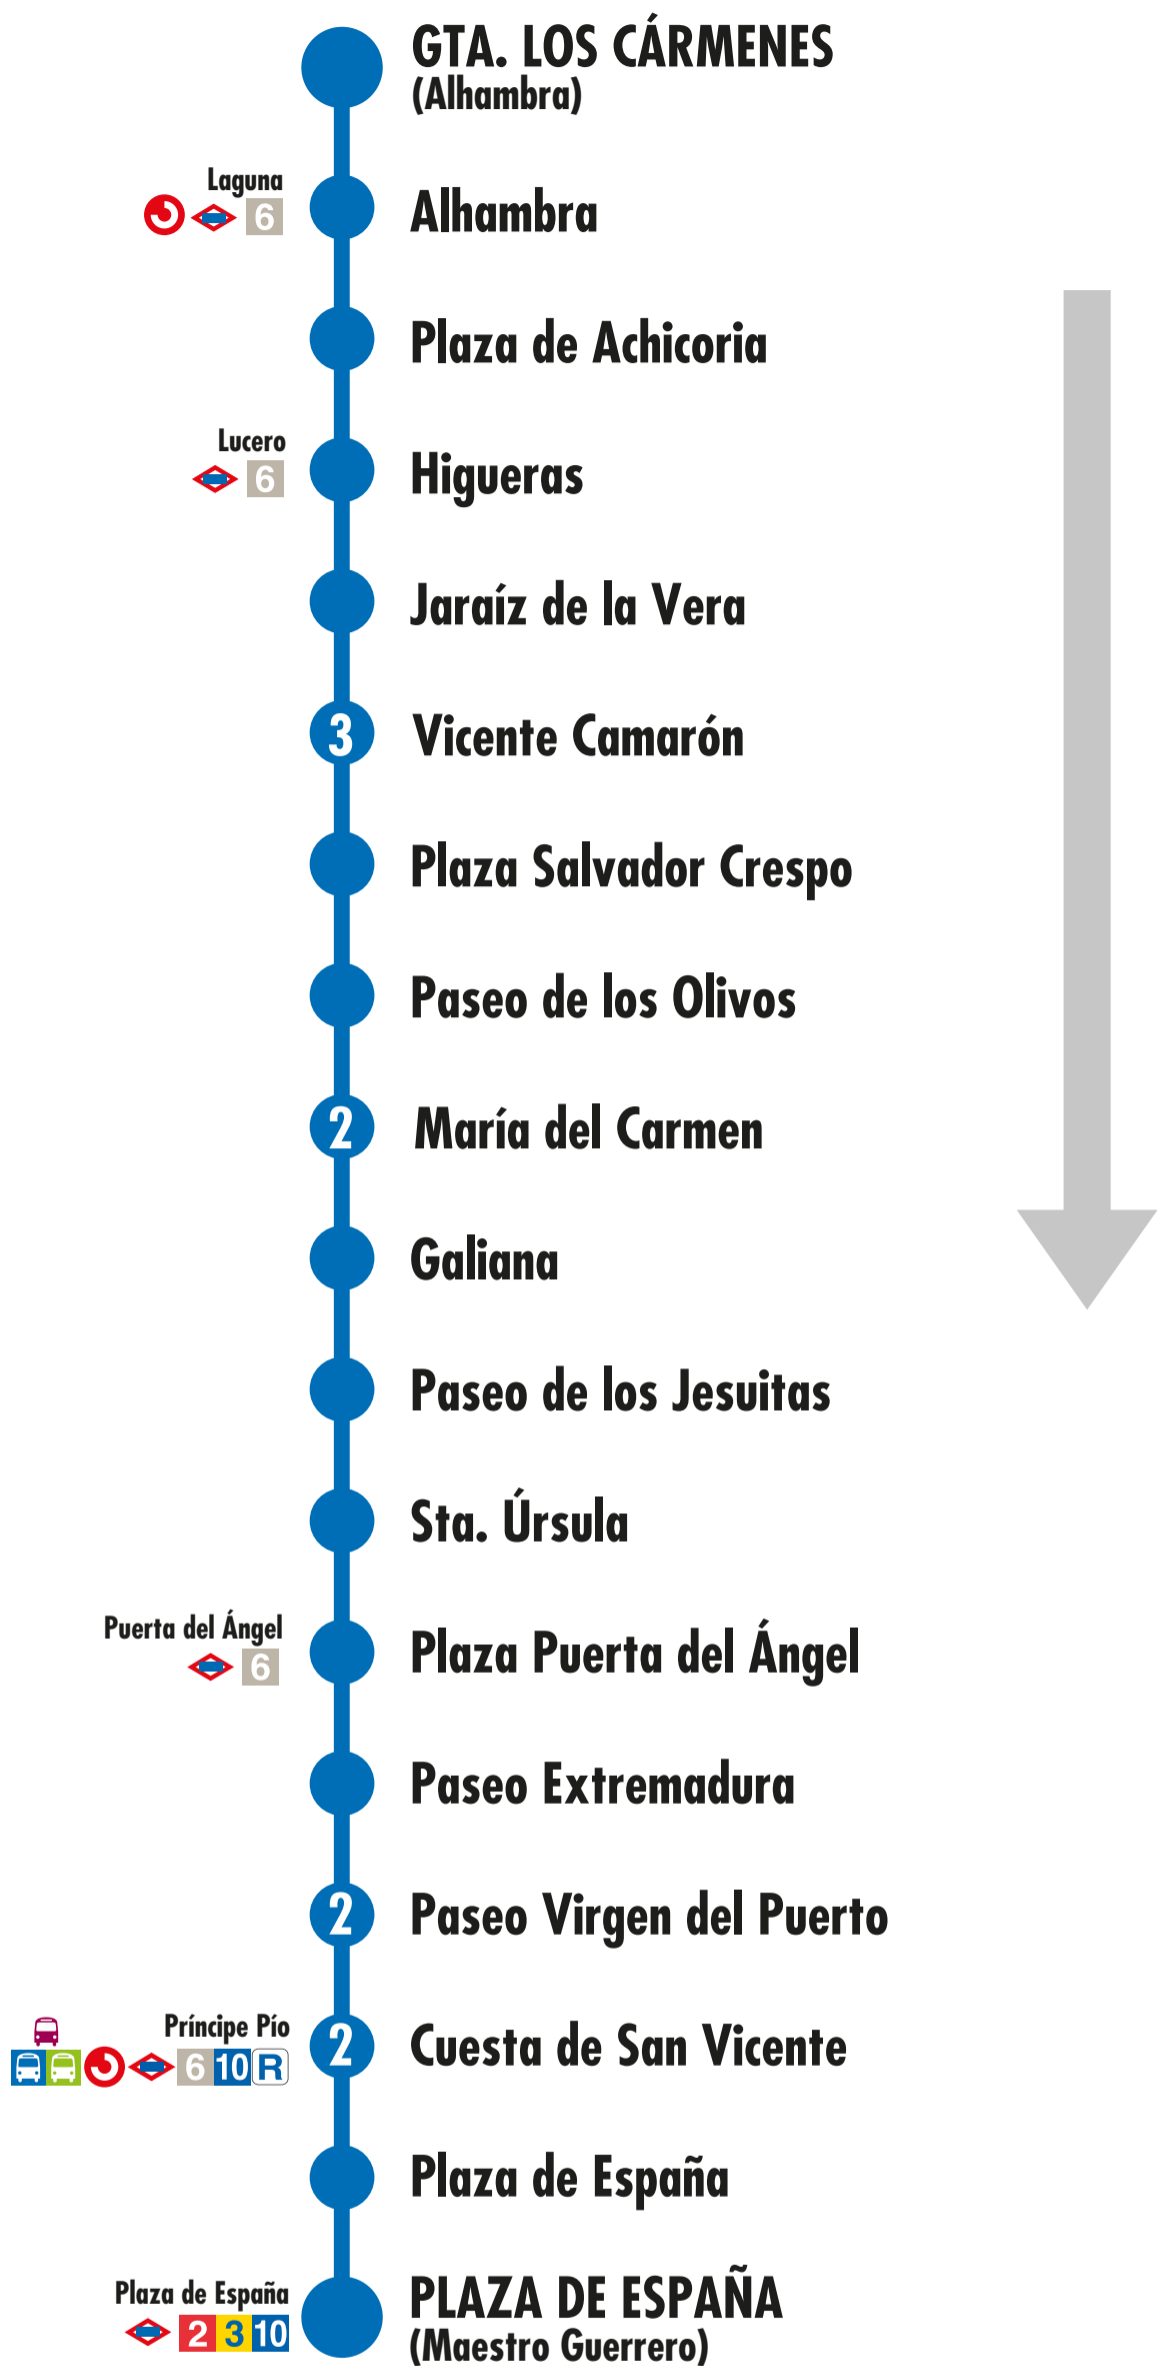 GTA. LOS CÁRMENES
(Alhambra)
Laguna
6
Alhambra
Plaza de Achicoria
Lucero
6
Higueras
Jaraíz de la Vera
3
Vicente Camarón
Plaza Salvador Crespo
Paseo de los Olivos
2
María del Carmen
Galiana
Paseo de los Jesuitas
Sta. Úrsula
Puerta del Ángel
6
Plaza Puerta del Ángel
Paseo Extremadura
2
Paseo Virgen del Puerto
Príncipe Pío
6 10 R
2
Cuesta de San Vicente
Plaza de España
Plaza de España
2 3 10
PLAZA DE ESPAÑA
(Maestro Guerrero)